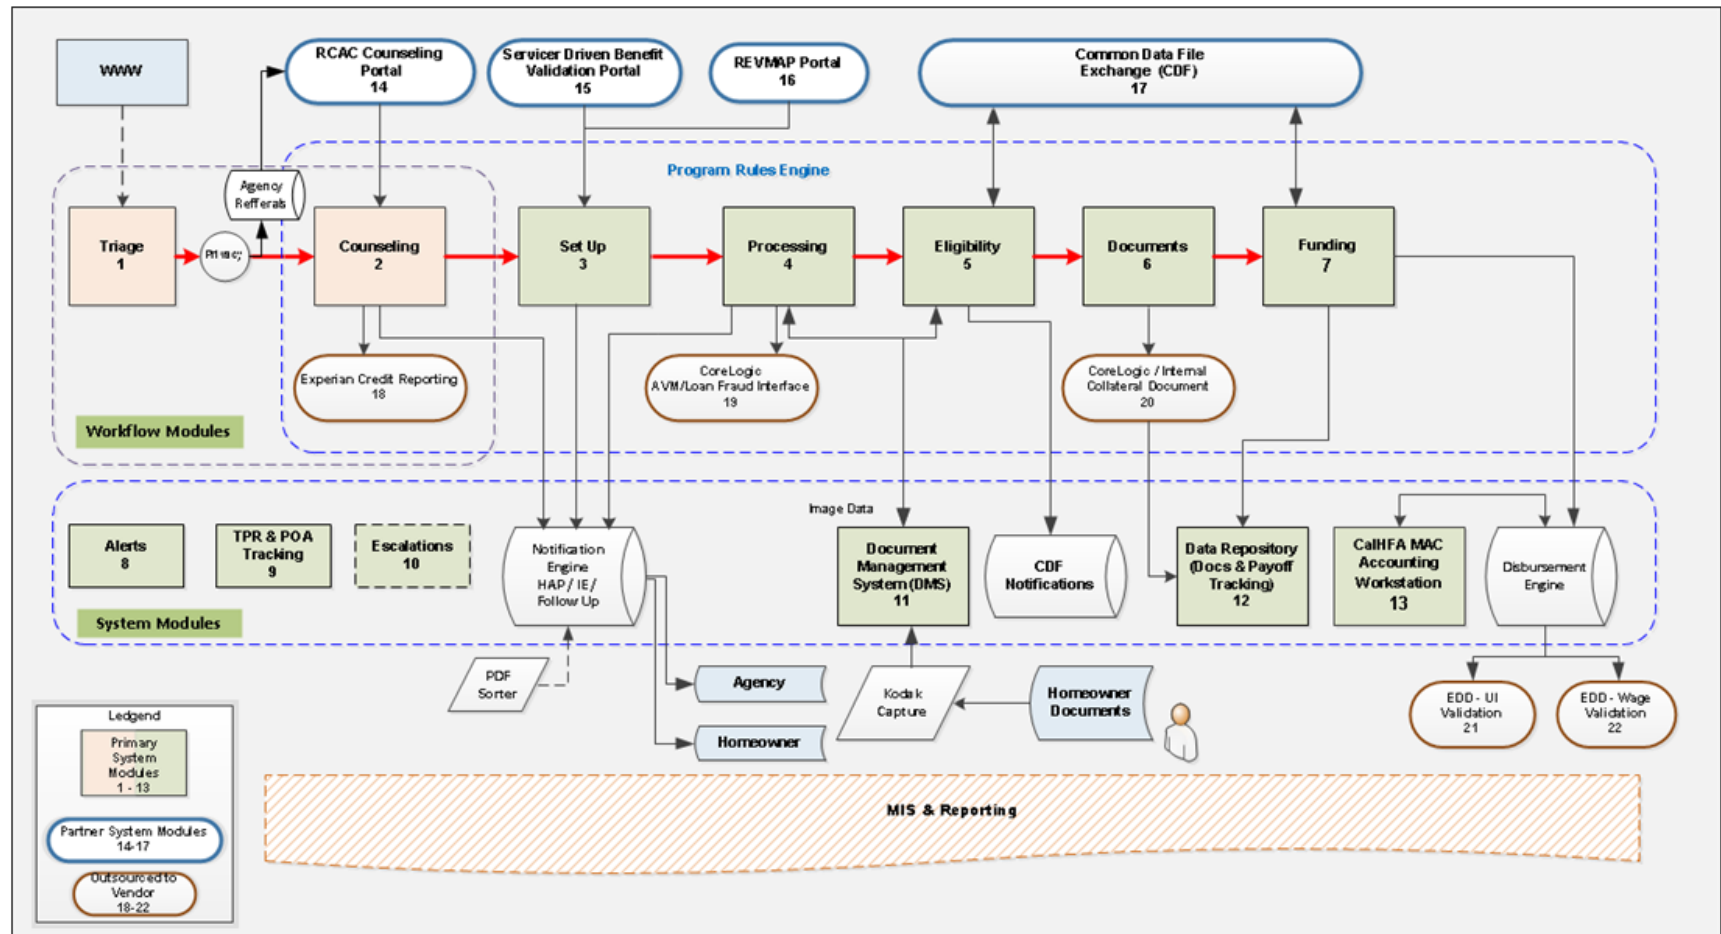 WWW
RCAC Counseling
Portal
14
Servicer Driven Benefit
Validation Portal
15
REVMAP Portal
16
Common Data File
Exchange (CDF)
17
Program Rules Engine
Agency
Refferals
Triage
1
Privacy
Counseling
2
Set Up
3
Processing
4
Eligibility
5
Documents
6
Funding
7
Experian Credit Reporting
18
CoreLogic
AVM/Loan Fraud Interface
19
CoreLogic / Internal
Collateral Document
20
Workflow Modules
Image Data
Alerts
8
TPR & POA
Tracking
9
Escalations
10
Notification
Engine
HAP/ IE/
Follow Up
Document
Management
System (DMS)
11
CDF
Notifications
Data Repository
(Docs & Payoff
Tracking)
12
CalHFA MAC
Accounting
Workstation
13
Disbursement
Engine
System Modules
PDF
Sorter
Agency
Homeowner
Kodak
Capture
Homeowner
Documents
EDD - UI
Validation
21
EDD - Wage
Validation
22
Ledgend
Primary
System
Modules
1 - 13
Partner System Modules
14-17
Outsourced to
Vendor
18-22
MIS & Reporting